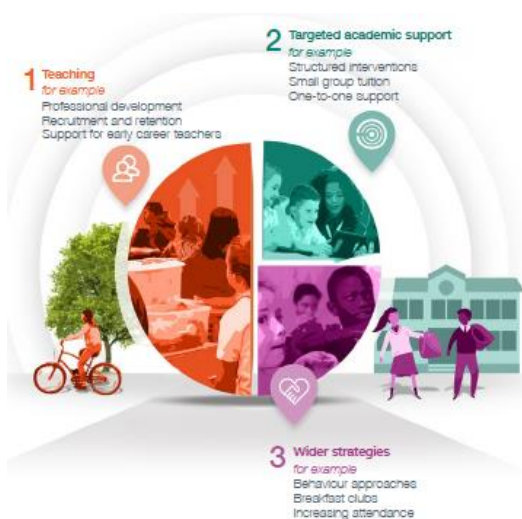 1 Teaching
for example
Professional development
Recruitment and retention
Support for early career teachers
2 Targeted academic support
for example
Structured interventions
Small group tuition
One-to-one support
3 Wider strategies
for example
Behaviour approaches
Breakfast clubs
Increasing attendance